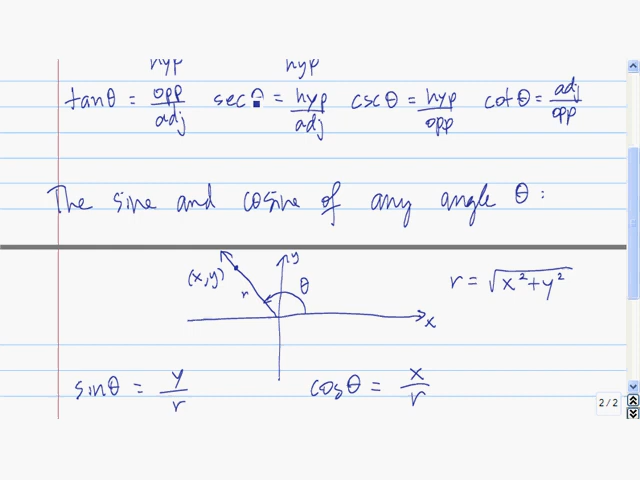 hyp hyp
tanθ = opp/adj secθ = hyp/adj cscθ = hyp/opp cotθ = adj/opp
The sine and cosine of any angle θ :
(x,y) r θ y x r = √x²+y²
sinθ = y/r cosθ = x/r
2/2